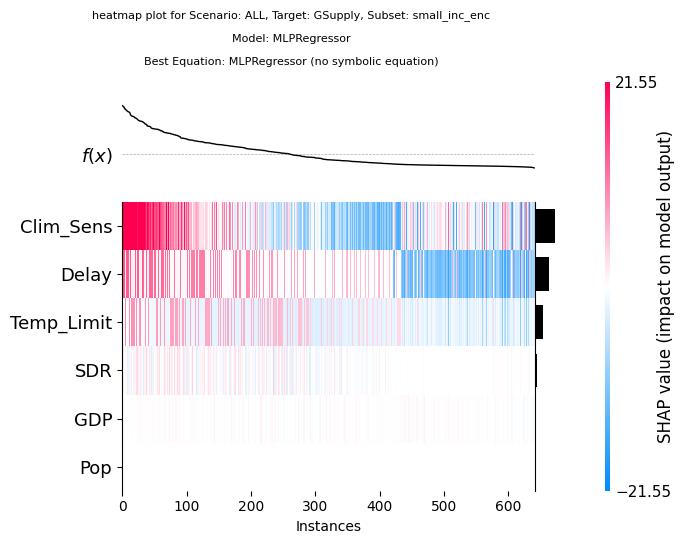 heatmap plot for Scenario: ALL, Target: GSupply, Subset: small_inc_enc
Model: MLPRegressor
Best Equation: MLPRegressor (no symbolic equation)
21.55
f(x)
Clim_Sens
Delay
Temp_Limit
SDR
GDP
Pop
SHAP value (impact on model output)
−21.55
0 100 200 300 400 500 600
Instances